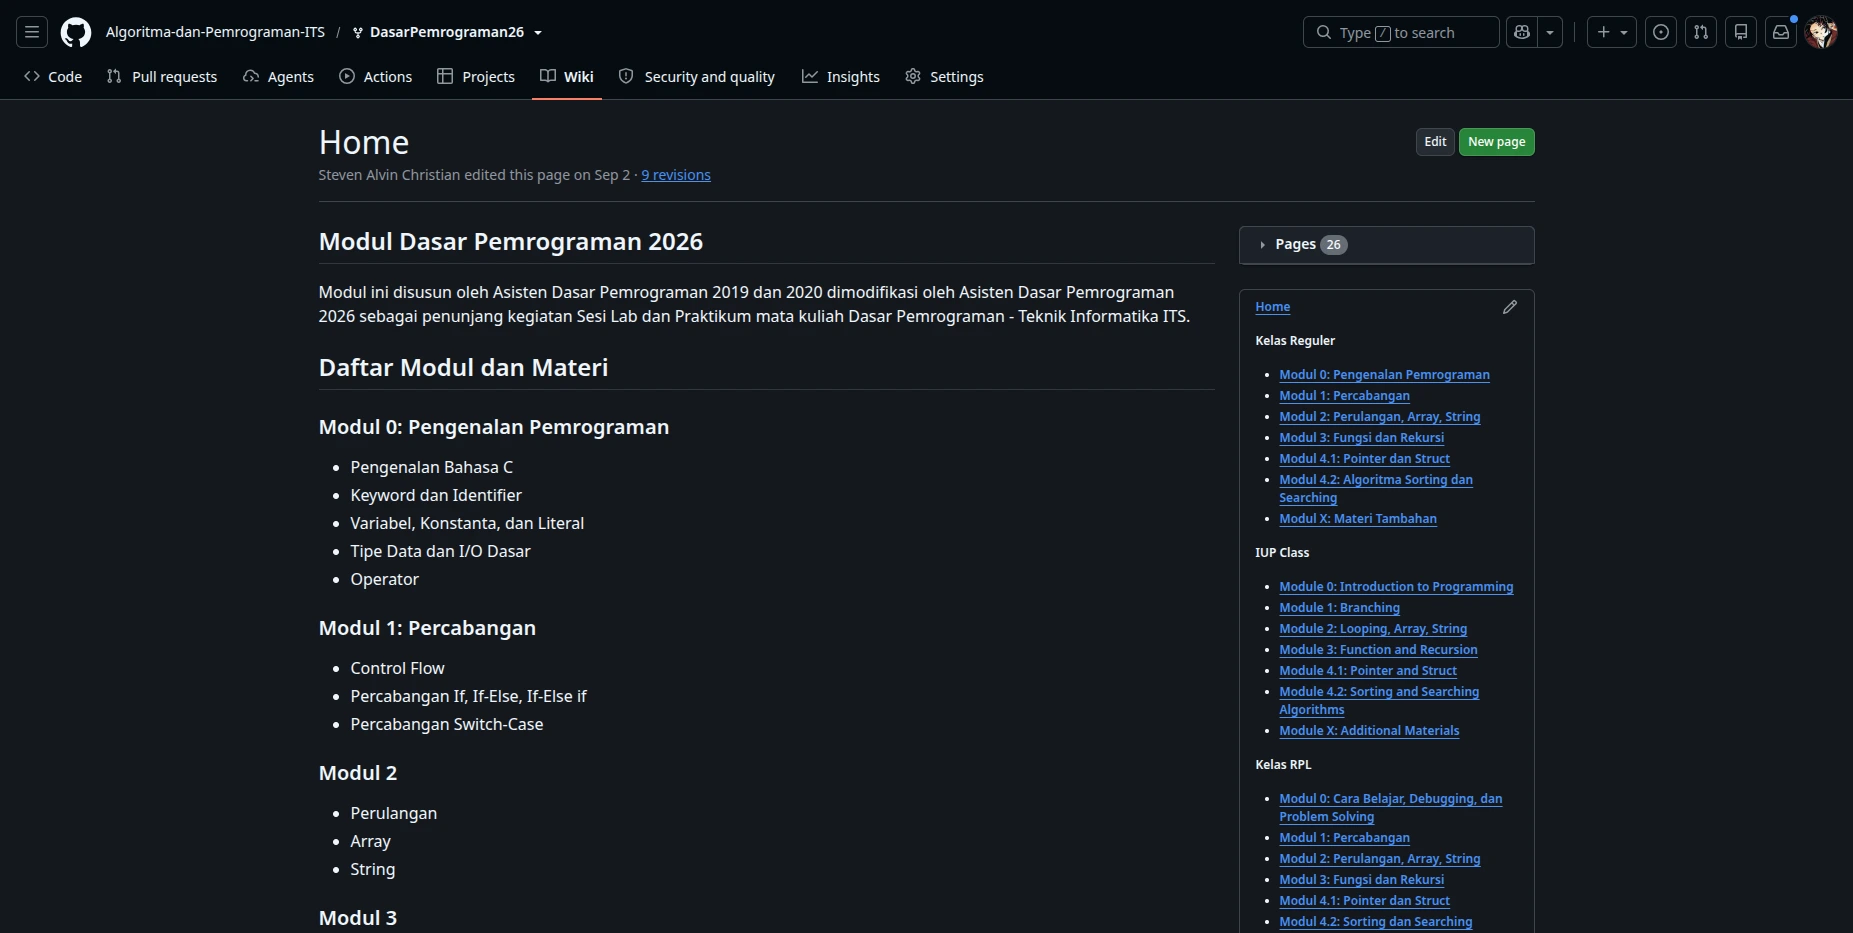 Algoritma-dan-Pemrograman-ITS / DasarPemrograman26
Type / to search
Code
Pull requests
Agents
Actions
Projects
Wiki
Security and quality
Insights
Settings
Home
Edit
New page
Steven Alvin Christian edited this page on Sep 2 · 9 revisions
Modul Dasar Pemrograman 2026
Modul ini disusun oleh Asisten Dasar Pemrograman 2019 dan 2020 dimodifikasi oleh Asisten Dasar Pemrograman
2026 sebagai penunjang kegiatan Sesi Lab dan Praktikum mata kuliah Dasar Pemrograman - Teknik Informatika ITS.
Daftar Modul dan Materi
Modul 0: Pengenalan Pemrograman
Pengenalan Bahasa C
Keyword dan Identifier
Variabel, Konstanta, dan Literal
Tipe Data dan I/O Dasar
Operator
Modul 1: Percabangan
Control Flow
Percabangan If, If-Else, If-Else if
Percabangan Switch-Case
Modul 2
Perulangan
Array
String
Modul 3
Pages 26
Home
Kelas Reguler
Modul 0: Pengenalan Pemrograman
Modul 1: Percabangan
Modul 2: Perulangan, Array, String
Modul 3: Fungsi dan Rekursi
Modul 4.1: Pointer dan Struct
Modul 4.2: Algoritma Sorting dan
Searching
Modul X: Materi Tambahan
IUP Class
Module 0: Introduction to Programming
Module 1: Branching
Module 2: Looping, Array, String
Module 3: Function and Recursion
Module 4.1: Pointer and Struct
Module 4.2: Sorting and Searching
Algorithms
Module X: Additional Materials
Kelas RPL
Modul 0: Cara Belajar, Debugging, dan
Problem Solving
Modul 1: Percabangan
Modul 2: Perulangan, Array, String
Modul 3: Fungsi dan Rekursi
Modul 4.1: Pointer dan Struct
Modul 4.2: Sorting dan Searching